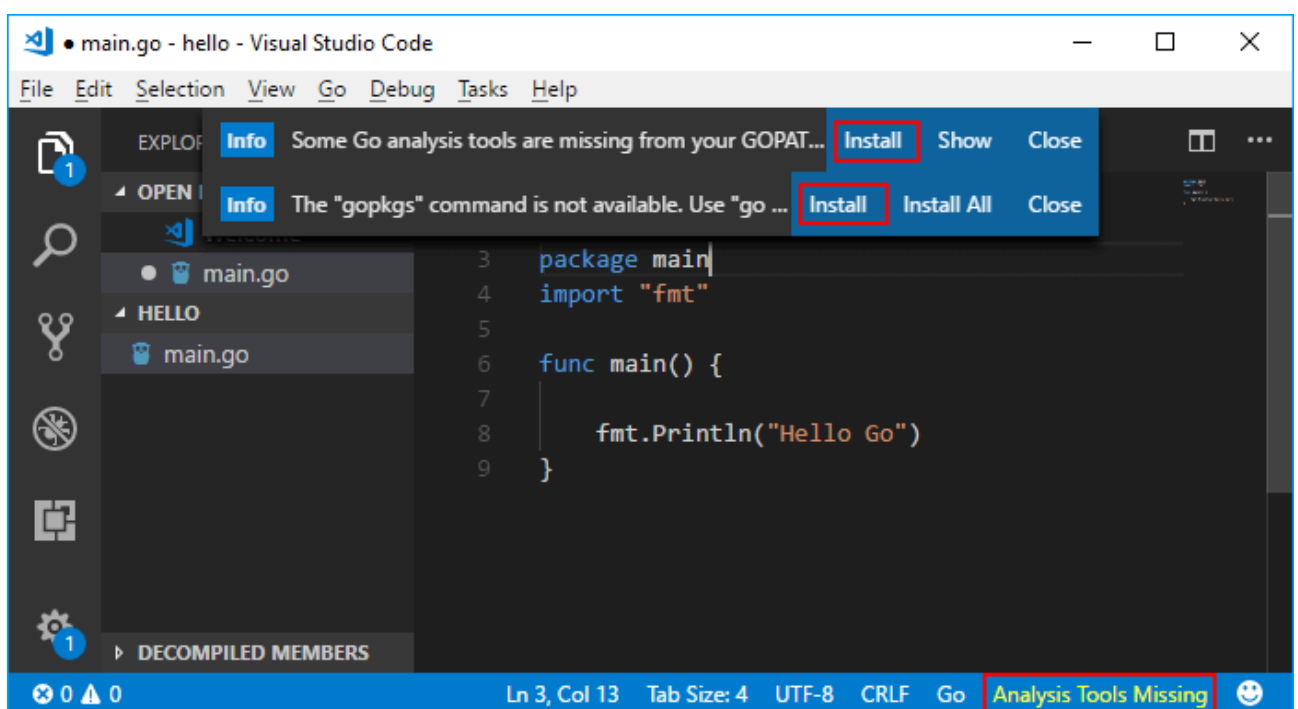 ● main.go - hello - Visual Studio Code
File Edit Selection View Go Debug Tasks Help
EXPLOR
Info Some Go analysis tools are missing from your GOPAT... Install Show Close
OPEN
Info The "gopkgs" command is not available. Use "go ... Install Install All Close
1
Welcome
● main.go
HELLO
main.go
3 package main
4 import "fmt"
5
6 func main() {
7
8 fmt.Println("Hello Go")
9 }
1
DECOMPILED MEMBERS
0 0 Ln 3, Col 13 Tab Size: 4 UTF-8 CRLF Go Analysis Tools Missing